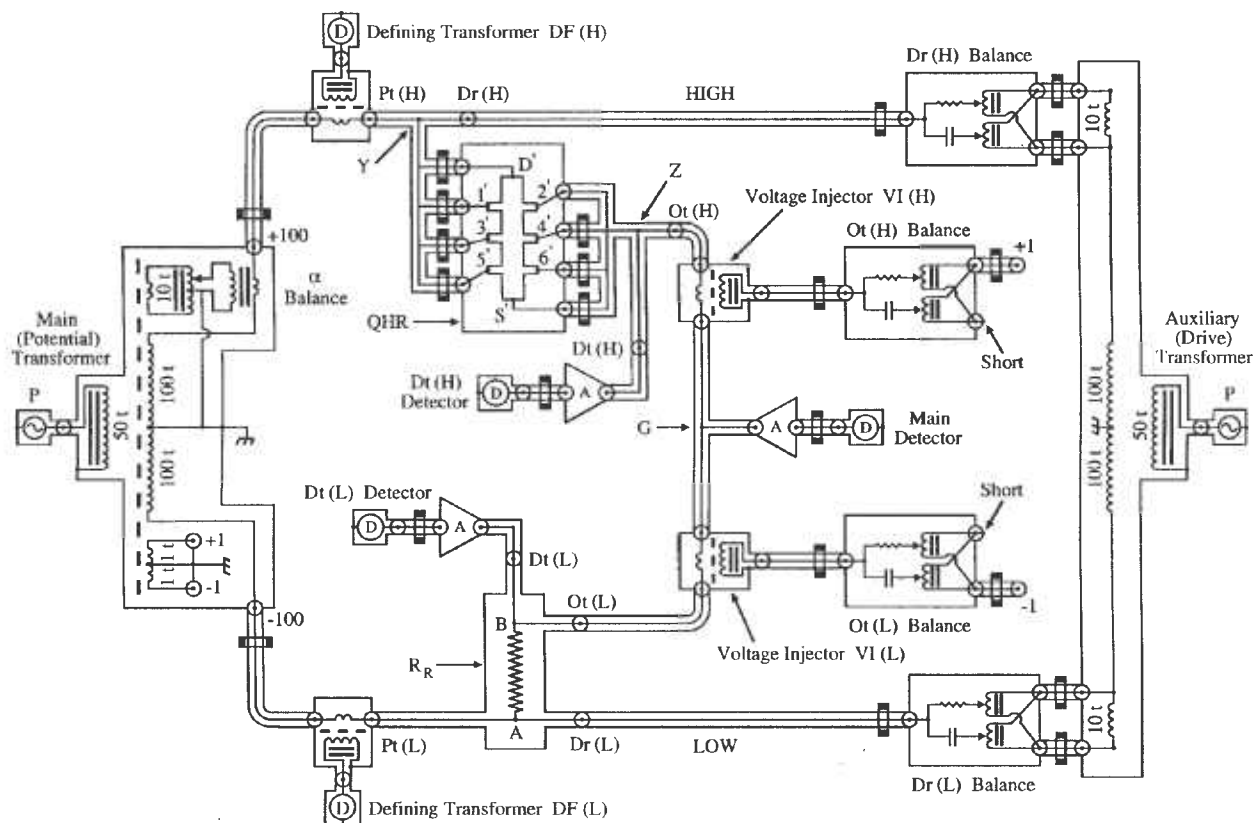 D
Defining Transformer DF (H)
Pt (H)
Dr (H)
HIGH
Dr (H) Balance
10 t
Y
D'
1'
2'
3'
4'
5'
6'
S'
QHR
Z
Ot (H)
Voltage Injector VI (H)
Ot (H) Balance
+1
Short
+100
10 t
α
Balance
Main
(Potential)
Transformer
P
50 t
100 t
100 t
Dt (H)
Dt (H)
Detector
D
A
G
A
D
Main
Detector
Auxiliary
(Drive)
Transformer
100 t
100 t
50 t
P
Dt (L) Detector
D
A
Dt (L)
Short
+1
1 t
1 t
-1
-100
B
Ot (L)
-1
Ot (L) Balance
Voltage Injector VI (L)
R_R
A
Pt (L)
Dr (L)
LOW
10 t
Dr (L) Balance
D
Defining Transformer DF (L)